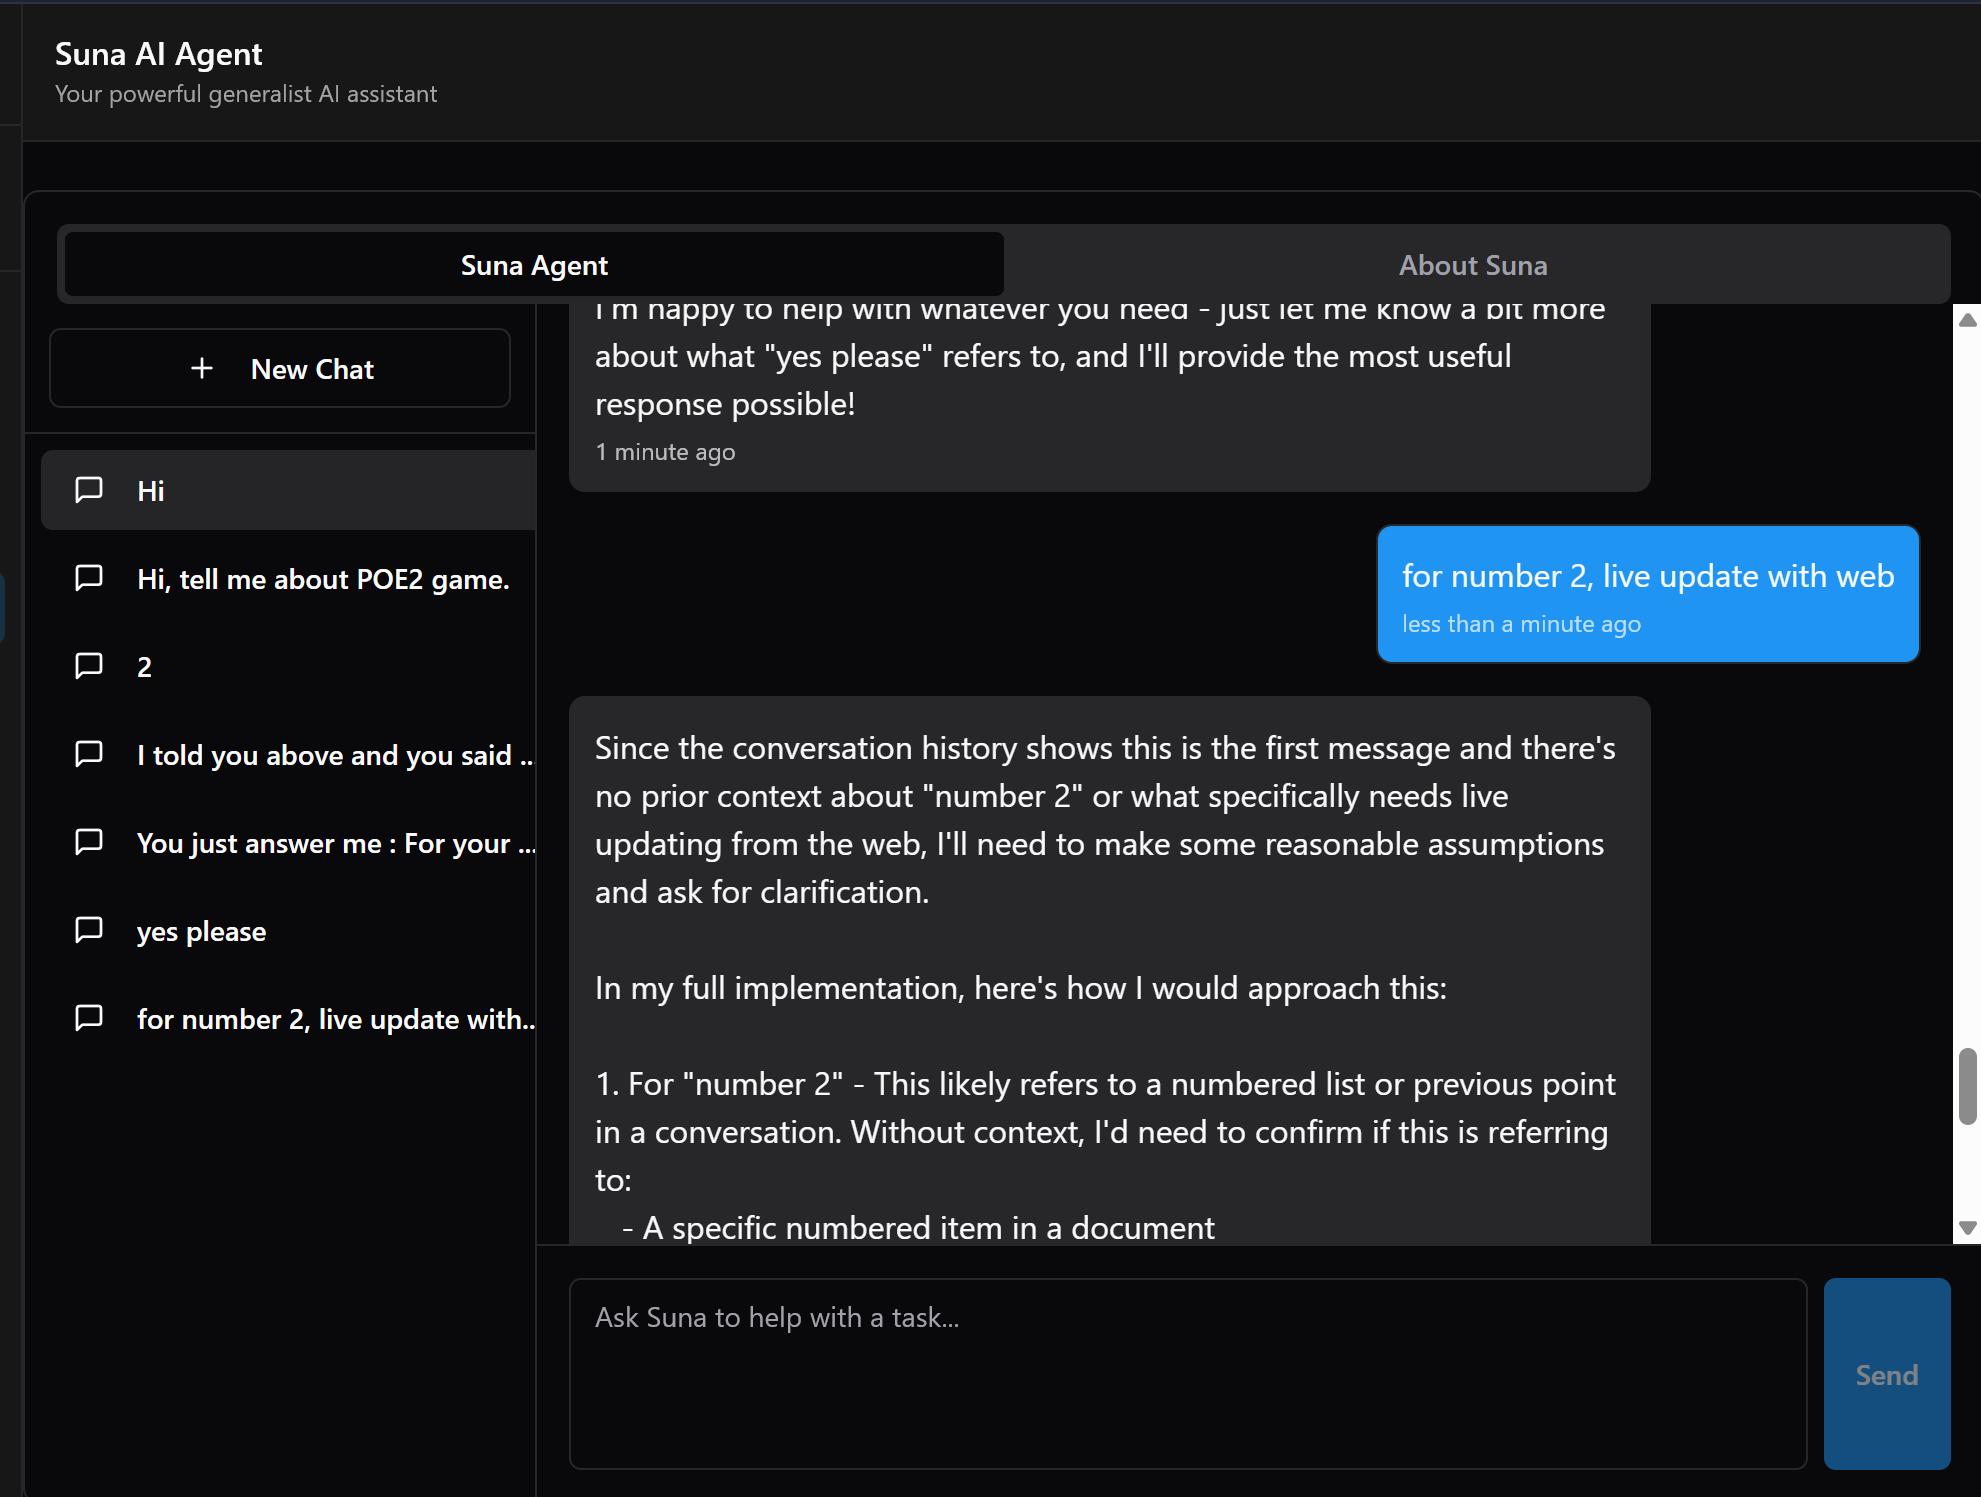 Suna AI Agent
Your powerful generalist AI assistant
Suna Agent
About Suna
New Chat
Hi
Hi, tell me about POE2 game.
2
I told you above and you said ...
You just answer me : For your ...
yes please
for number 2, live update with...
I'm happy to help with whatever you need - just let me know a bit more
about what "yes please" refers to, and I'll provide the most useful
response possible!
1 minute ago
for number 2, live update with web
less than a minute ago
Since the conversation history shows this is the first message and there's
no prior context about "number 2" or what specifically needs live
updating from the web, I'll need to make some reasonable assumptions
and ask for clarification.
In my full implementation, here's how I would approach this:
1. For "number 2" - This likely refers to a numbered list or previous point
in a conversation. Without context, I'd need to confirm if this is referring
to:
- A specific numbered item in a document
Ask Suna to help with a task...
Send